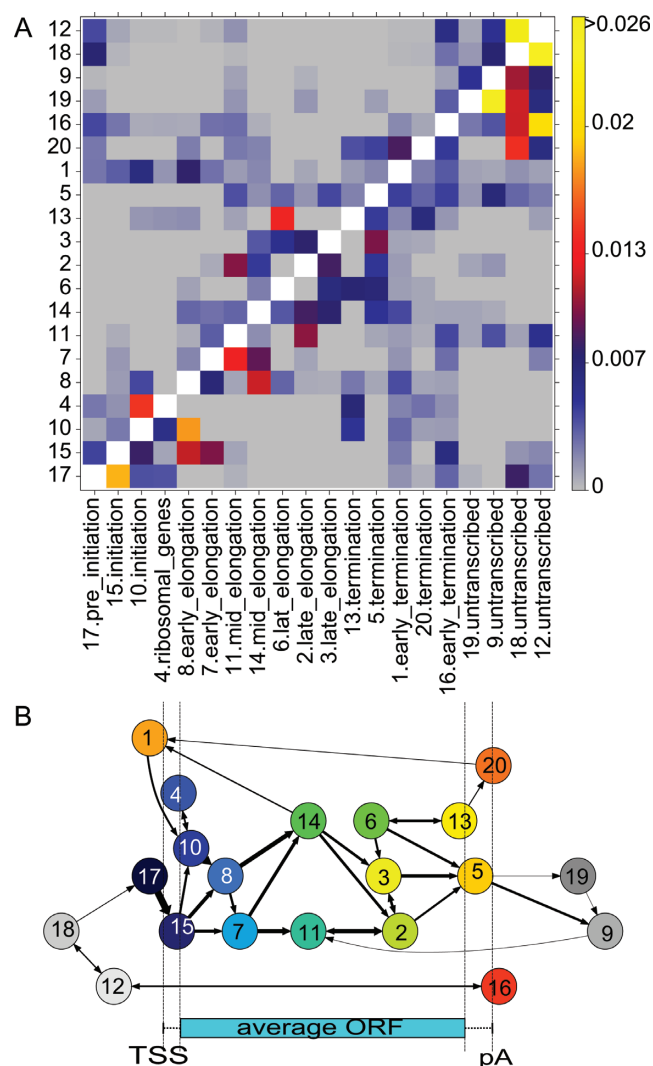 A
12
18
9
19
16
20
1
5
13
3
2
6
14
11
7
8
4
10
15
17
>0.026
0.02
0.013
0.007
0
17.pre_initiation
15.initiation
10.initiation
4.ribosomal_genes
8.early_elongation
7.early_elongation
11.mid_elongation
14.mid_elongation
6.lat_elongation
2.late_elongation
3.late_elongation
13.termination
5.termination
1.early_termination
20.termination
16.early_termination
19.untranscribed
9.untranscribed
18.untranscribed
12.untranscribed
B
1
20
4
14
6
13
10
17
8
3
5
19
18
15
7
11
2
9
12
16
average ORF
TSS
pA